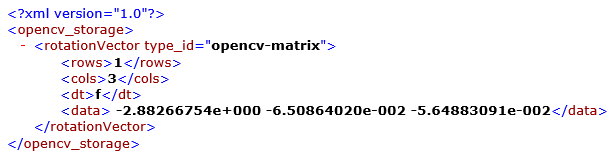 <?xml version="1.0"?>
<opencv_storage>
- <rotationVector type_id="opencv-matrix">
<rows>1</rows>
<cols>3</cols>
<dt>f</dt>
<data> -2.88266754e+000 -6.50864020e-002 -5.64883091e-002</data>
</rotationVector>
</opencv_storage>